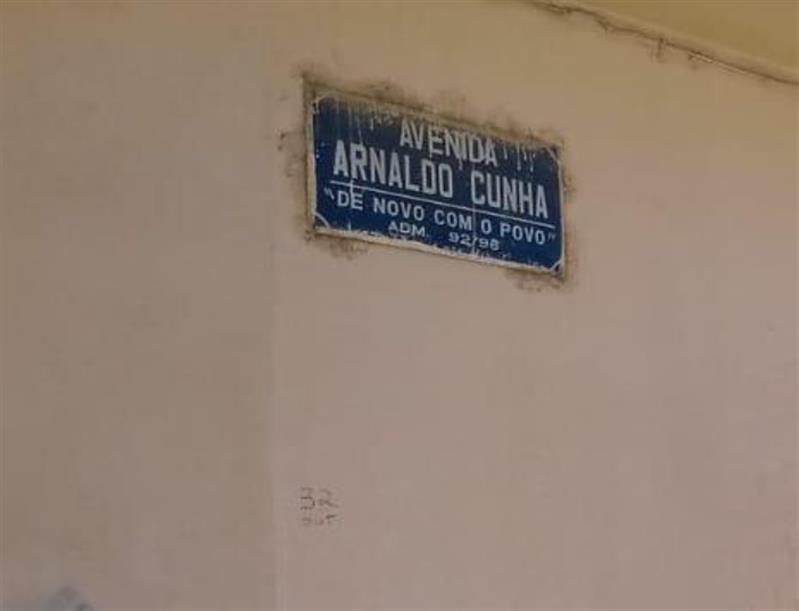 AVENIDA
ARNALDO CUNHA
"DE NOVO COM O POVO"
ADM. 92/96
32